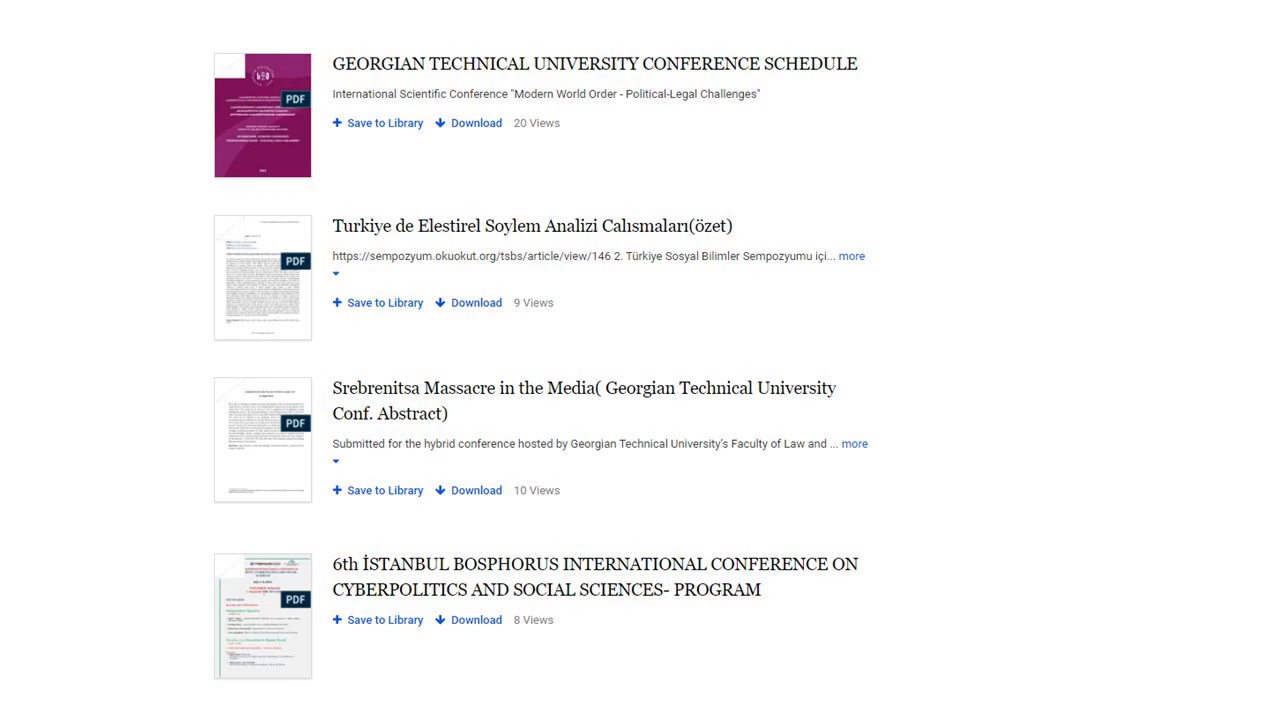 GEORGIAN TECHNICAL UNIVERSITY CONFERENCE SCHEDULE
International Scientific Conference "Modern World Order - Political-Legal Challenges"
PDF
Save to Library Download 20 Views
Turkiye de Elestirel Soylem Analizi Calısmaları(özet)
https://sempozyum.okuokut.org/tsbs/article/view/146 2. Türkiye Sosyal Bilimler Sempozyumu içi... more
PDF
Save to Library Download 9 Views
Srebrenitsa Massacre in the Media( Georgian Technical University
Conf. Abstract)
PDF
Submitted for the hybrid conference hosted by Georgian Technical University's Faculty of Law and ... more
Save to Library Download 10 Views
6th İSTANBUL BOSPHORUS INTERNATIONAL CONFERENCE ON
CYBERPOLITICS AND SOCIAL SCIENCES- PROGRAM
PDF
Save to Library Download 8 Views